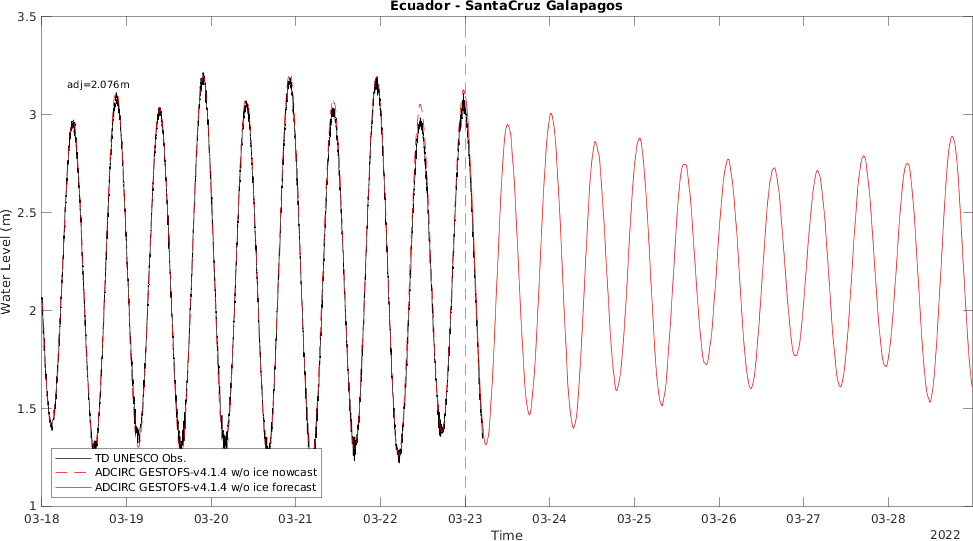 Ecuador - SantaCruz Galapagos
3.5
adj=2.076m
3
2.5
Water Level (m)
2
1.5
TD UNESCO Obs.
ADCIRC GESTOFS-v4.1.4 w/o ice nowcast
ADCIRC GESTOFS-v4.1.4 w/o ice forecast
1
03-18 03-19 03-20 03-21 03-22 03-23 03-24 03-25 03-26 03-27 03-28
Time
2022